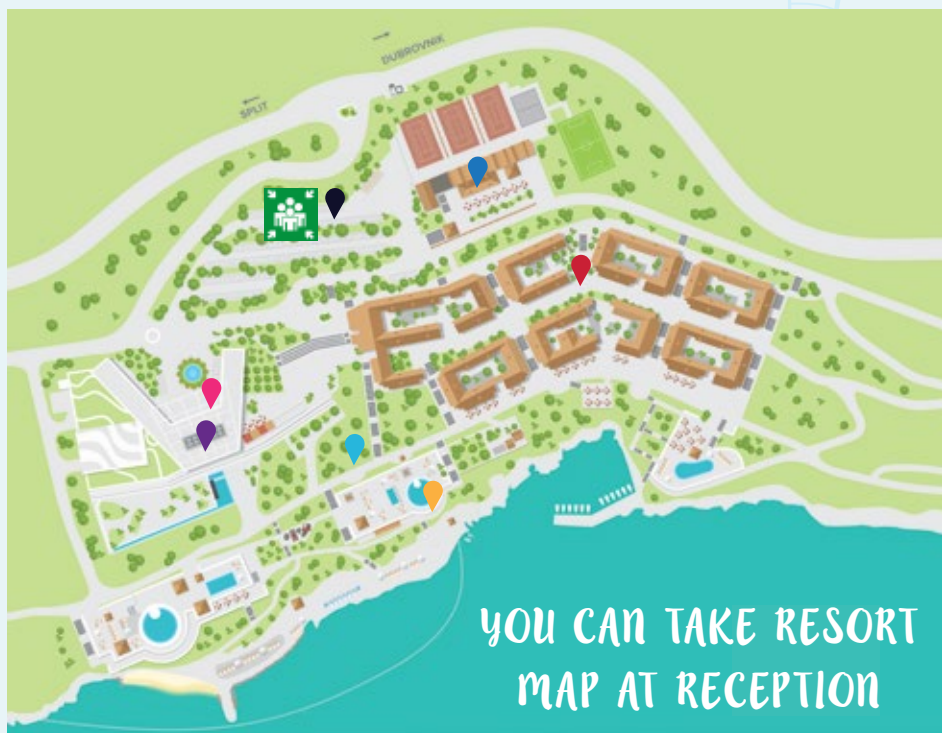 DUBROVNIK
SPLIT
YOU CAN TAKE RESORT
MAP AT RECEPTION